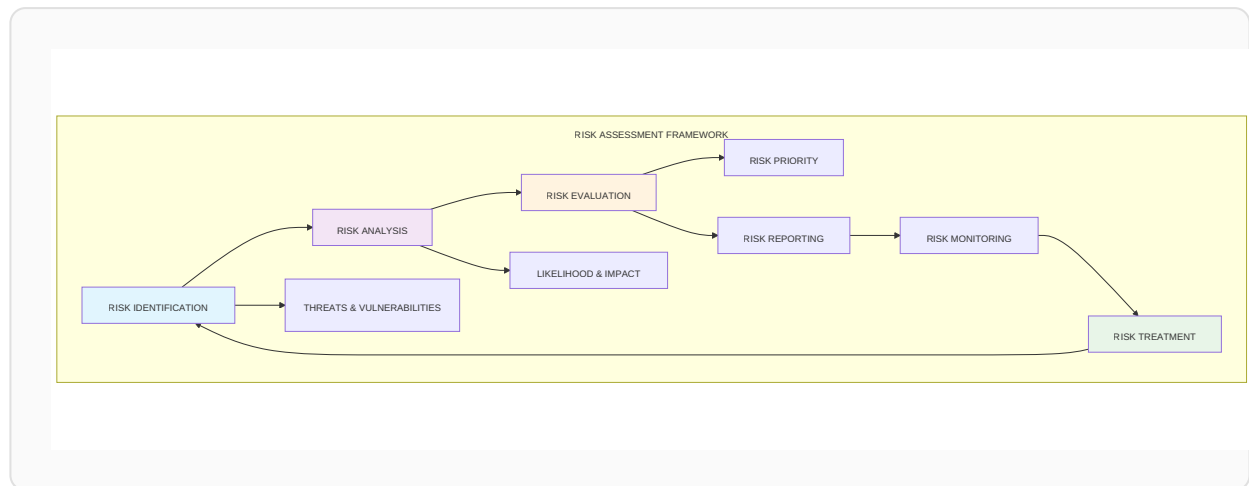 RISK ASSESSMENT FRAMEWORK
RISK PRIORITY
RISK EVALUATION
RISK ANALYSIS
RISK REPORTING
RISK MONITORING
LIKELIHOOD & IMPACT
RISK IDENTIFICATION
THREATS & VULNERABILITIES
RISK TREATMENT